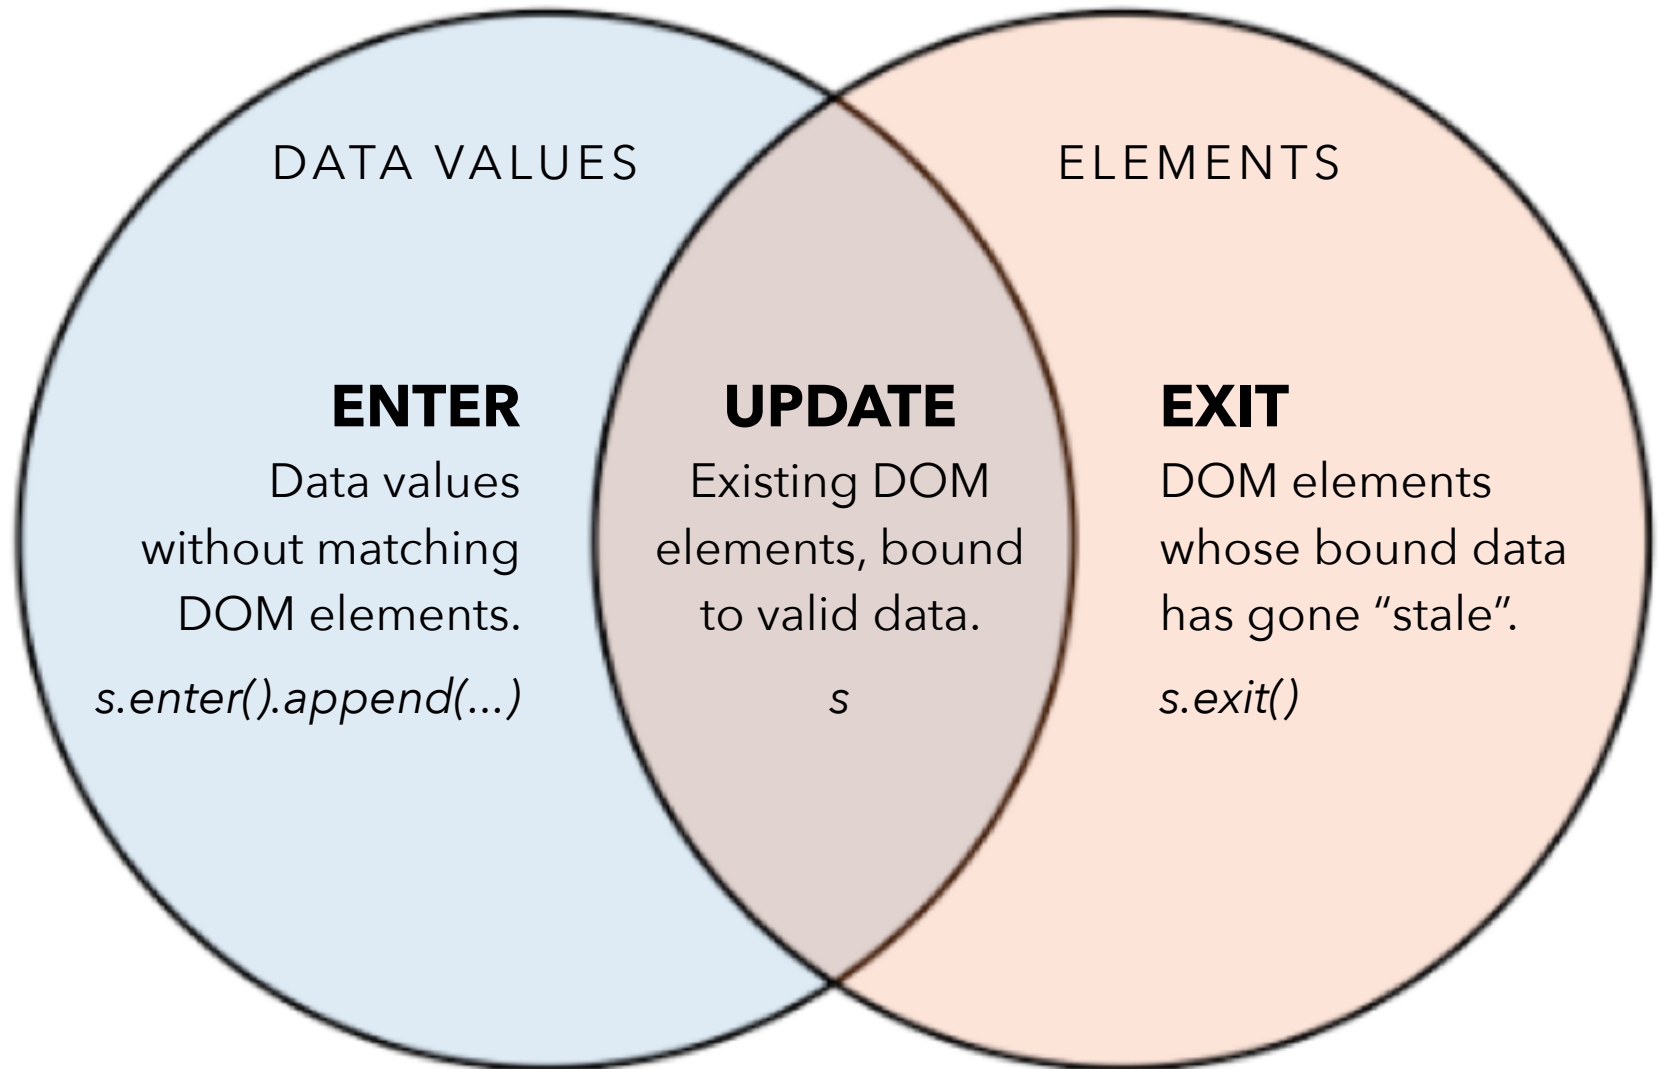 DATA VALUES
ELEMENTS
ENTER
Data values
without matching
DOM elements.
s.enter().append(...)
UPDATE
Existing DOM
elements, bound
to valid data.
s
EXIT
DOM elements
whose bound data
has gone “stale”.
s.exit()